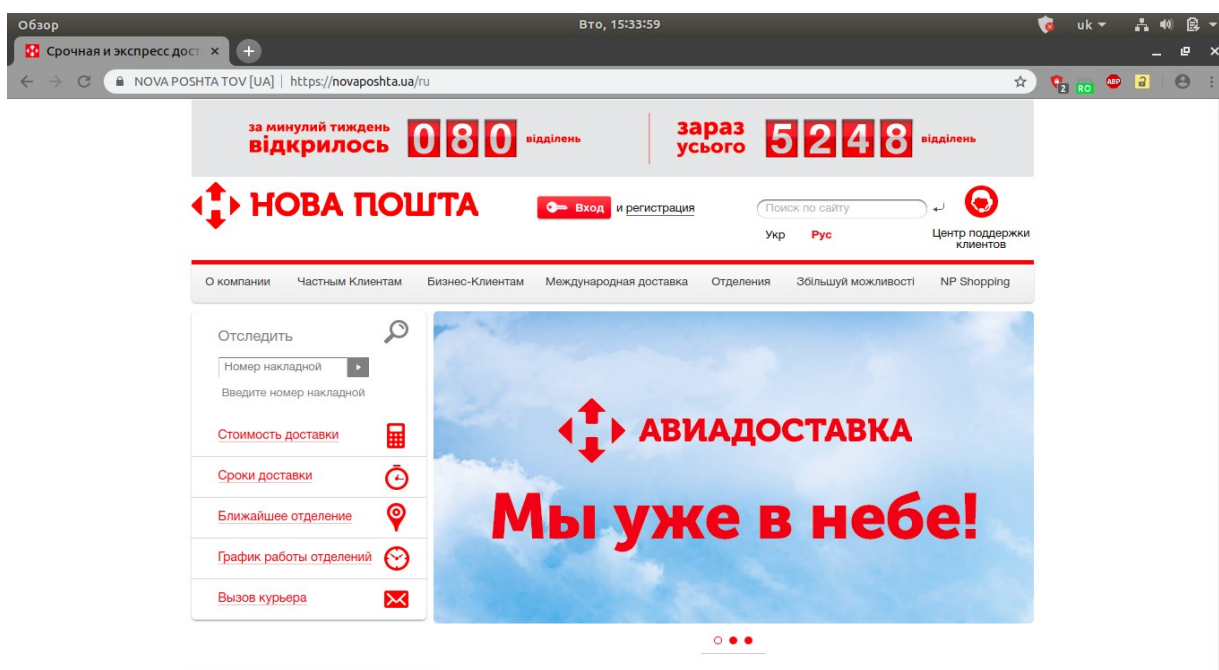 Обзор
Вто, 15:33:59
uk
Срочная и экспресс дост
NOVA POSHTA TOV [UA] | https://novaposhta.ua/ru
2
RO
ABP
a
за минулий тиждень
відкрилось
080
відділень
зараз
усього
5248
відділень
НОВА ПОШТА
Вход и регистрация
Поиск по сайту
Укр Рус
Центр поддержки
клиентов
О компании Частным Клиентам Бизнес-Клиентам Международная доставка Отделения Збільшуй можливості NP Shopping
Отследить
Номер накладной
Введите номер накладной
Стоимость доставки
Сроки доставки
Ближайшее отделение
График работы отделений
Вызов курьера
АВИАДОСТАВКА
Мы уже в небе!